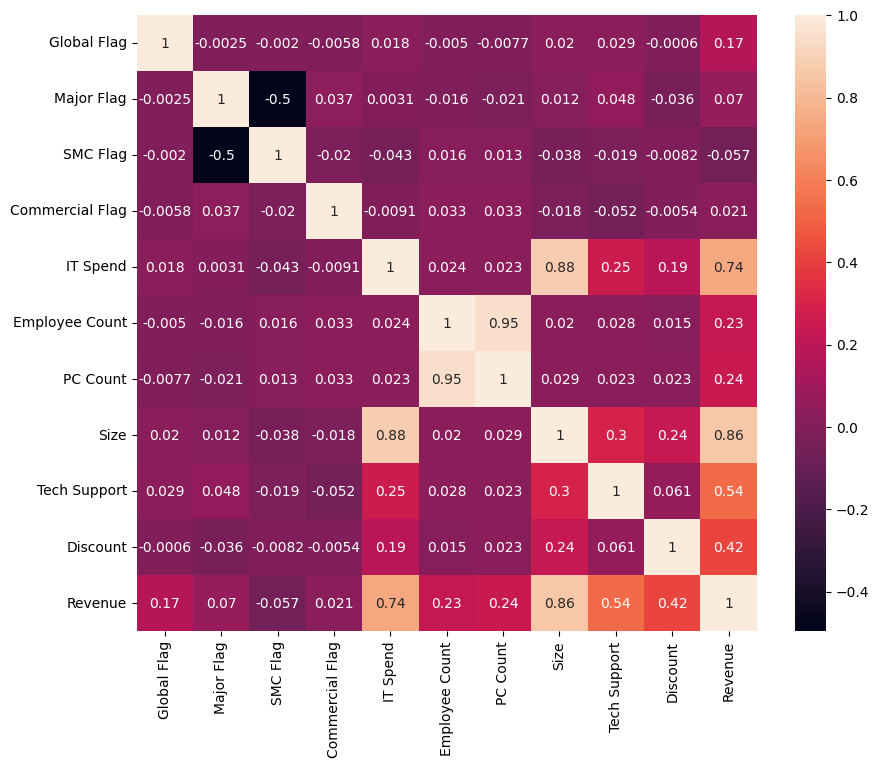 Global Flag 1 -0.0025 -0.002 -0.0058 0.018 -0.005 -0.0077 0.02 0.029 -0.0006 0.17
Major Flag -0.0025 1 -0.5 0.037 0.0031 -0.016 -0.021 0.012 0.048 -0.036 0.07
SMC Flag -0.002 -0.5 1 -0.02 -0.043 0.016 0.013 -0.038 -0.019 -0.0082 -0.057
Commercial Flag -0.0058 0.037 -0.02 1 -0.0091 0.033 0.033 -0.018 -0.052 -0.0054 0.021
IT Spend 0.018 0.0031 -0.043 -0.0091 1 0.024 0.023 0.88 0.25 0.19 0.74
Employee Count -0.005 -0.016 0.016 0.033 0.024 1 0.95 0.02 0.028 0.015 0.23
PC Count -0.0077 -0.021 0.013 0.033 0.023 0.95 1 0.029 0.023 0.023 0.24
Size 0.02 0.012 -0.038 -0.018 0.88 0.02 0.029 1 0.3 0.24 0.86
Tech Support 0.029 0.048 -0.019 -0.052 0.25 0.028 0.023 0.3 1 0.061 0.54
Discount -0.0006 -0.036 -0.0082 -0.0054 0.19 0.015 0.023 0.24 0.061 1 0.42
Revenue 0.17 0.07 -0.057 0.021 0.74 0.23 0.24 0.86 0.54 0.42 1
Global Flag
Major Flag
SMC Flag
Commercial Flag
IT Spend
Employee Count
PC Count
Size
Tech Support
Discount
Revenue
1.0
0.8
0.6
0.4
0.2
0.0
−0.2
−0.4